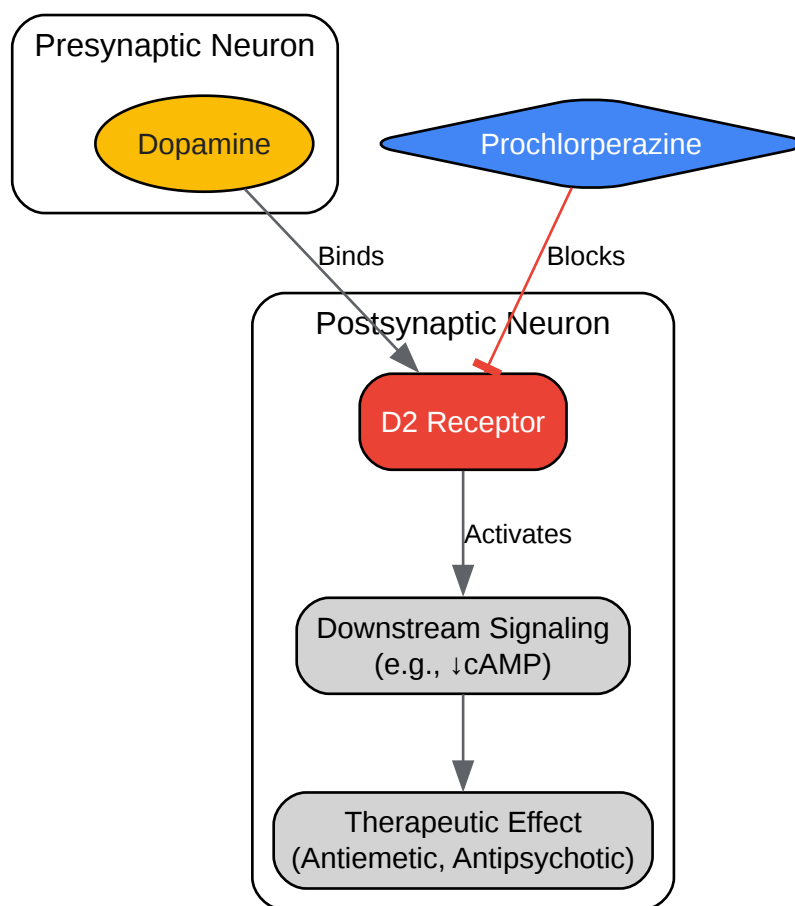 Presynaptic Neuron
Dopamine
Prochlorperazine
Binds
Blocks
Postsynaptic Neuron
D2 Receptor
Activates
Downstream Signaling
(e.g., ↓cAMP)
Therapeutic Effect
(Antiemetic, Antipsychotic)